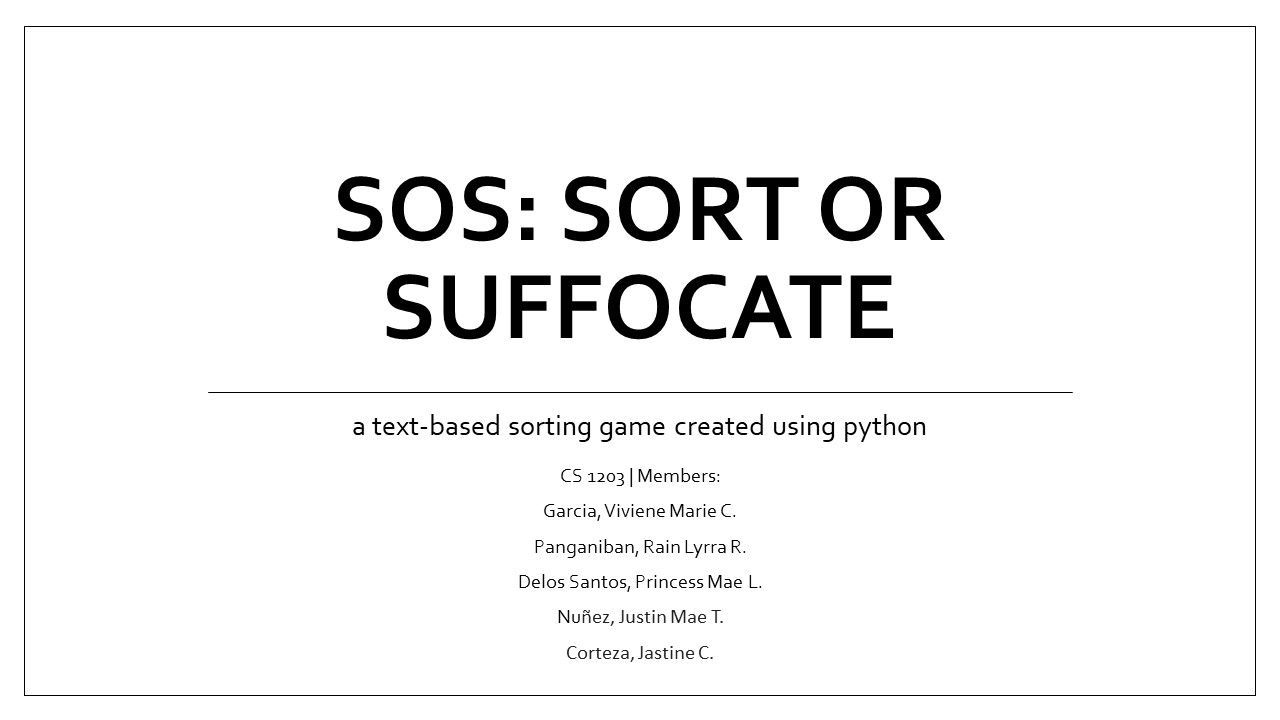 SOS: SORT OR
SUFFOCATE
a text-based sorting game created using python
CS 1203 | Members:
Garcia, Viviene Marie C.
Panganiban, Rain Lyrra R.
Delos Santos, Princess Mae L.
Nuñez, Justin Mae T.
Corteza, Jastine C.